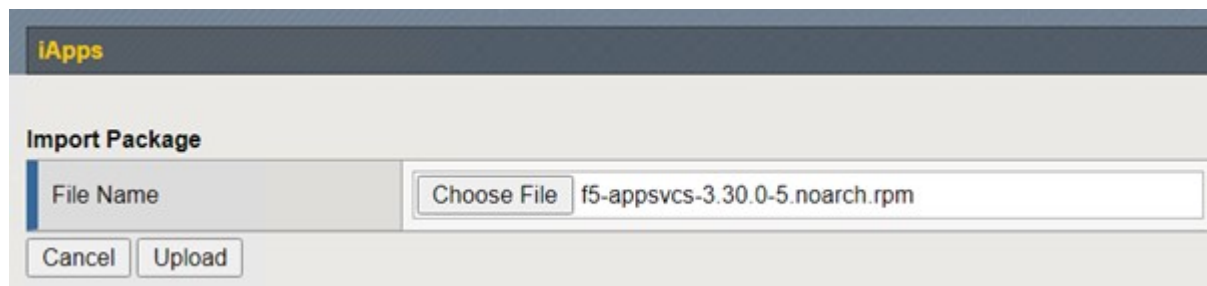 iApps
Import Package
File Name Choose File f5-appsvcs-3.30.0-5.noarch.rpm
Cancel Upload